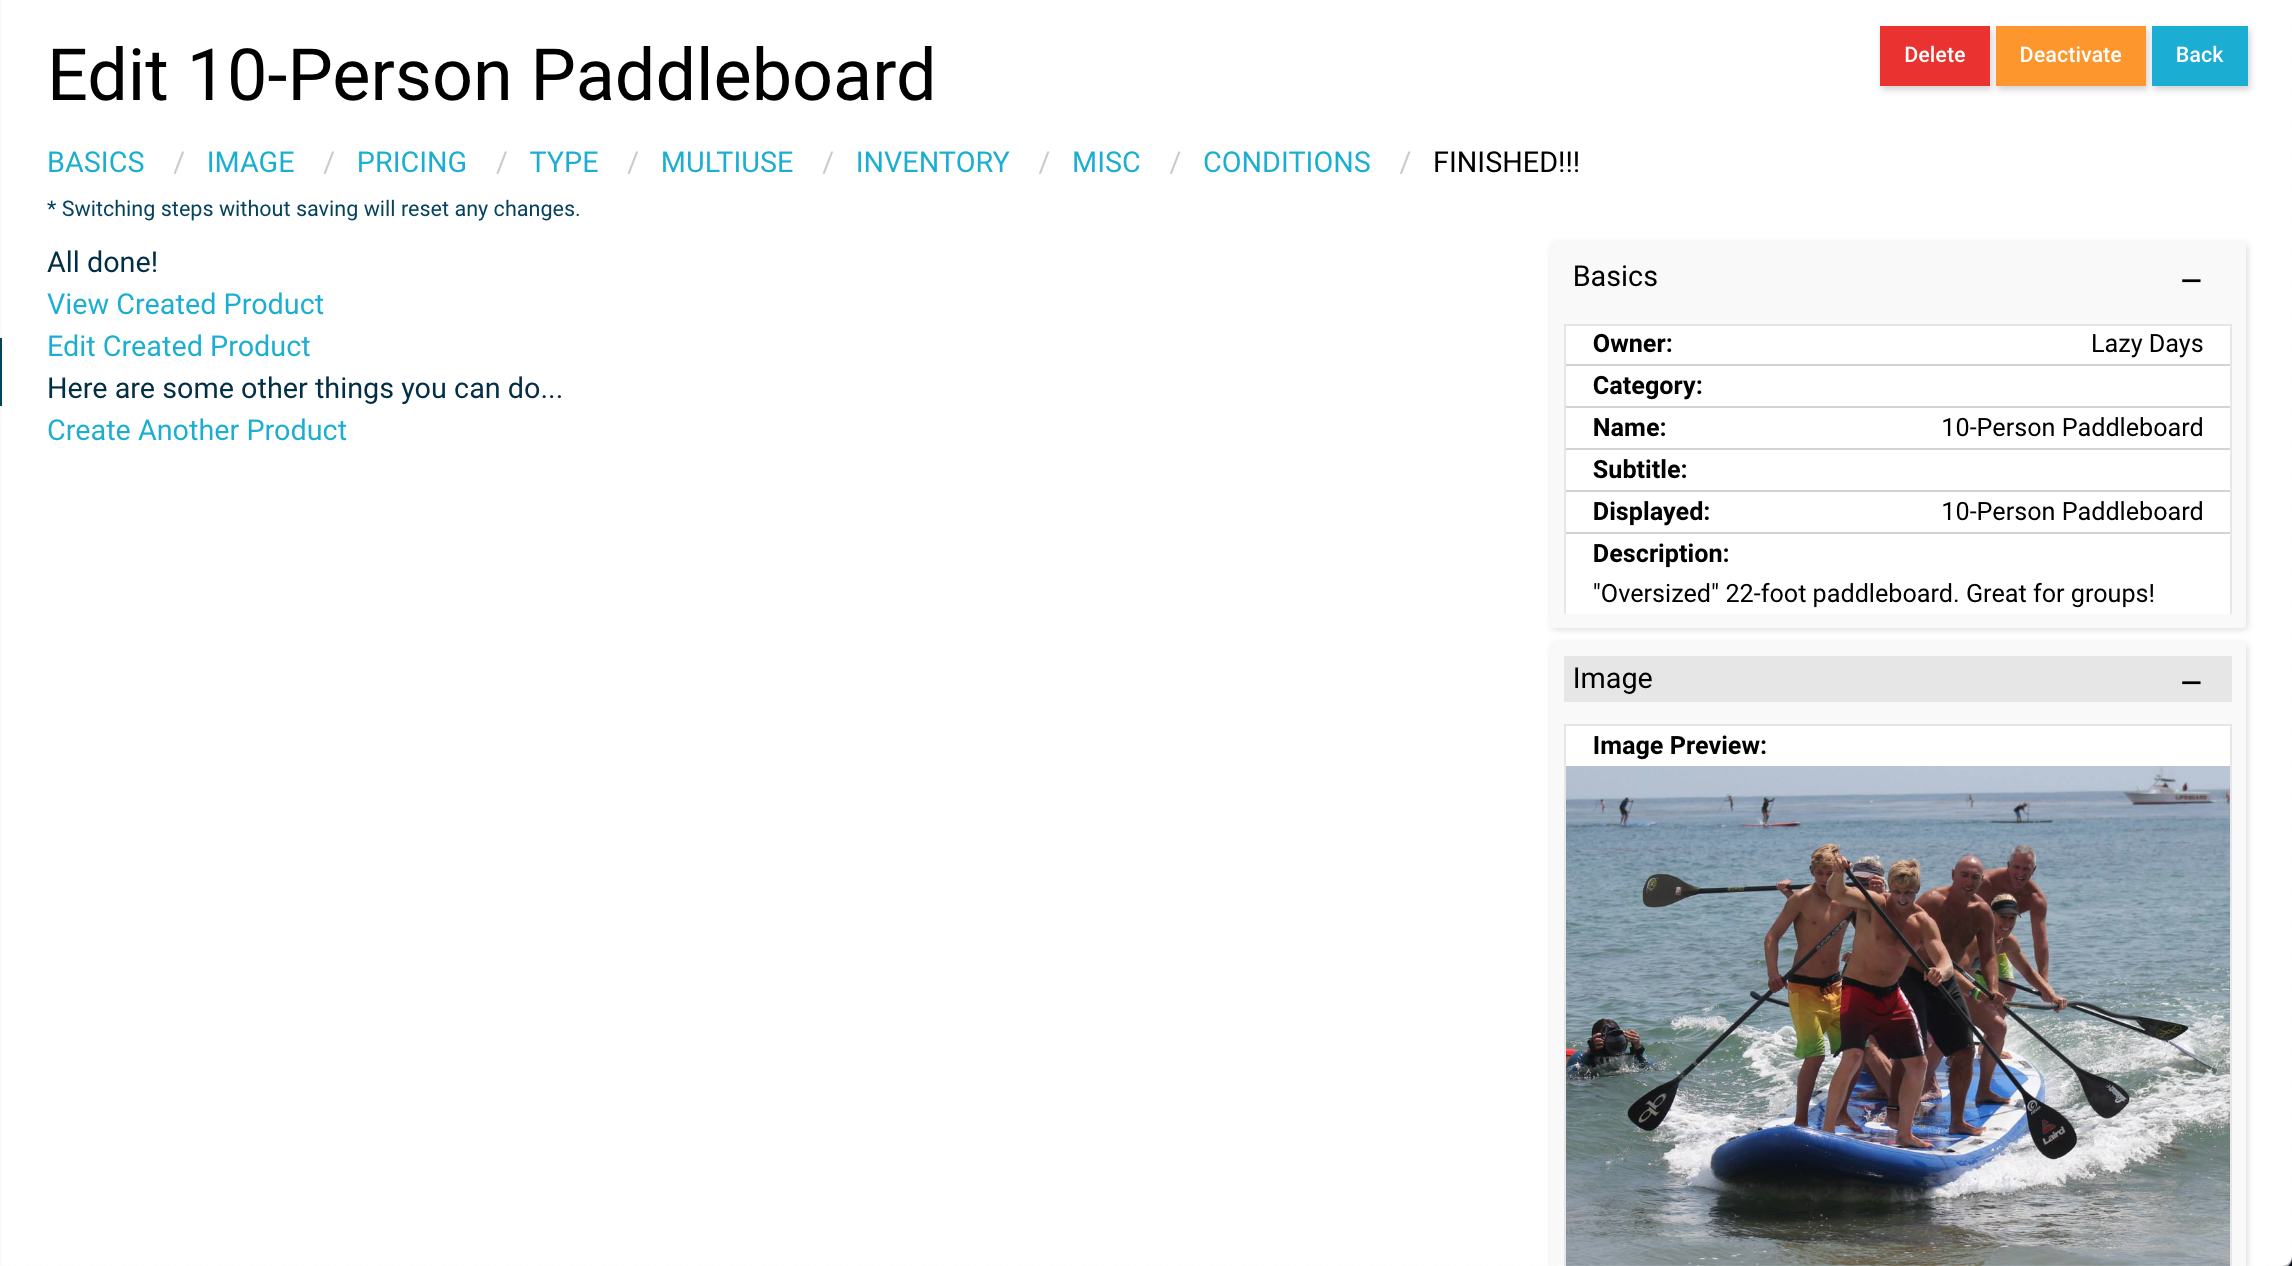 Edit 10-Person Paddleboard
Delete
Deactivate
Back
BASICS / IMAGE / PRICING / TYPE / MULTIUSE / INVENTORY / MISC / CONDITIONS / FINISHED!!!
* Switching steps without saving will reset any changes.
All done!
View Created Product
Edit Created Product
Here are some other things you can do...
Create Another Product
Basics
Owner: Lazy Days
Category:
Name: 10-Person Paddleboard
Subtitle:
Displayed: 10-Person Paddleboard
Description:
"Oversized" 22-foot paddleboard. Great for groups!
Image
Image Preview:
LIFEGUARD
Laird